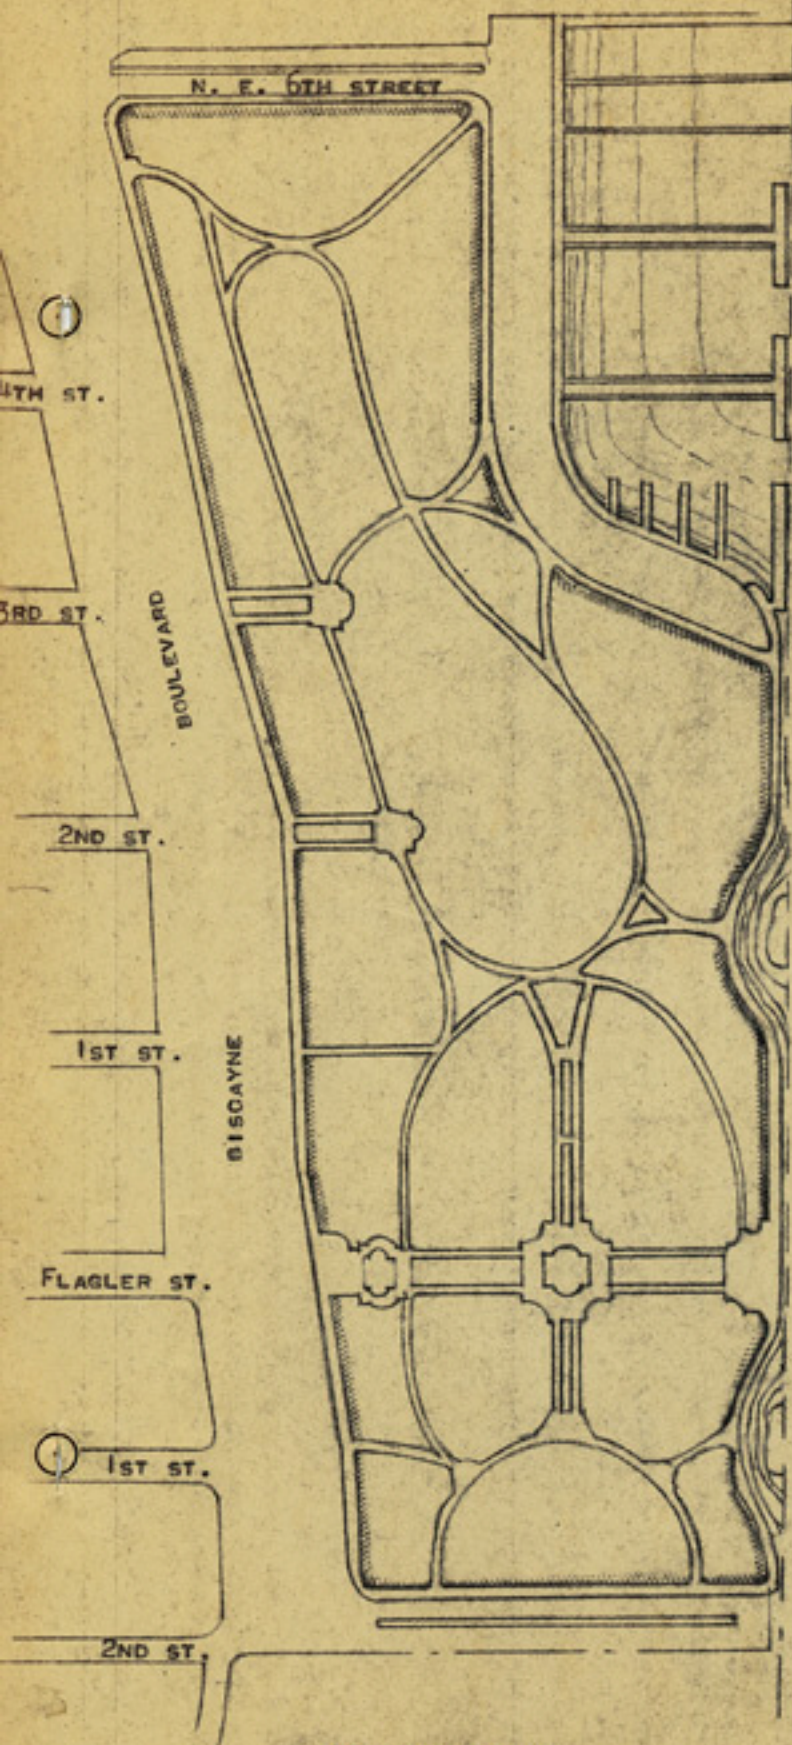 N. E. 6TH STREET
4TH ST.
3RD ST.
BOULEVARD
2ND ST.
1ST ST.
BISCAYNE
FLAGLER ST.
1ST ST.
2ND ST.